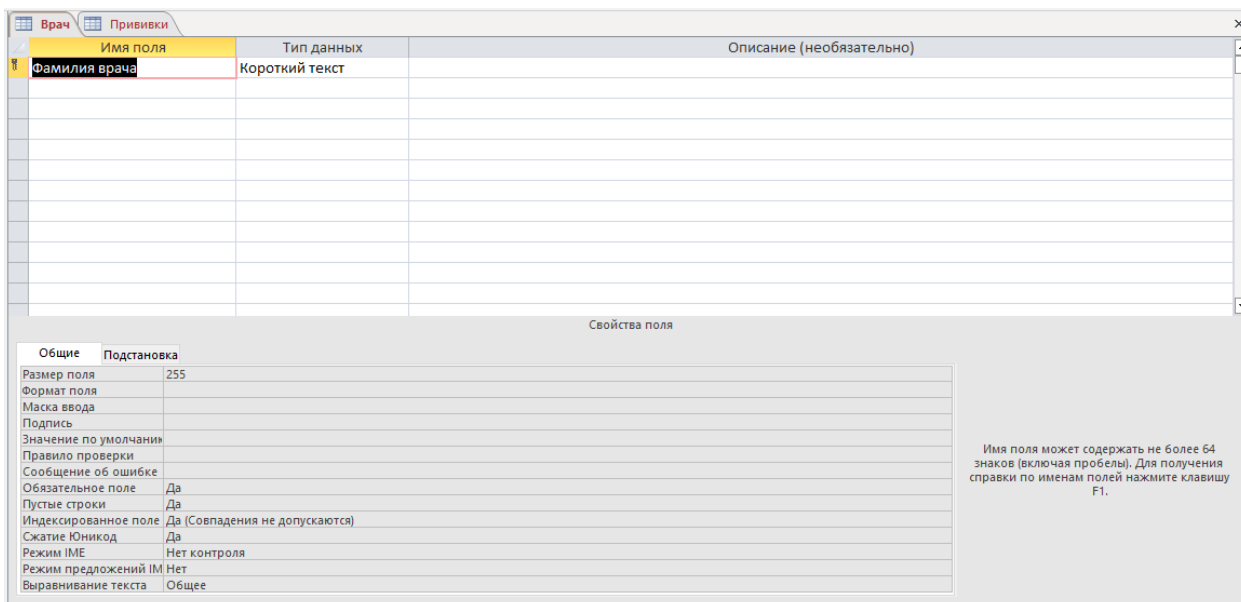 Врач Прививки
Имя поля Тип данных Описание (необязательно)
Фамилия врача Короткий текст
Свойства поля
Общие Подстановка
Размер поля 255
Формат поля
Маска ввода
Подпись
Значение по умолчани
Правило проверки
Сообщение об ошибке
Обязательное поле Да
Пустые строки Да
Индексированное поле Да (Совпадения не допускаются)
Сжатие Юникод Да
Режим IME Нет контроля
Режим предложений IM Нет
Выравнивание текста Общее
Имя поля может содержать не более 64
знаков (включая пробелы). Для получения
справки по именам полей нажмите клавишу
F1.